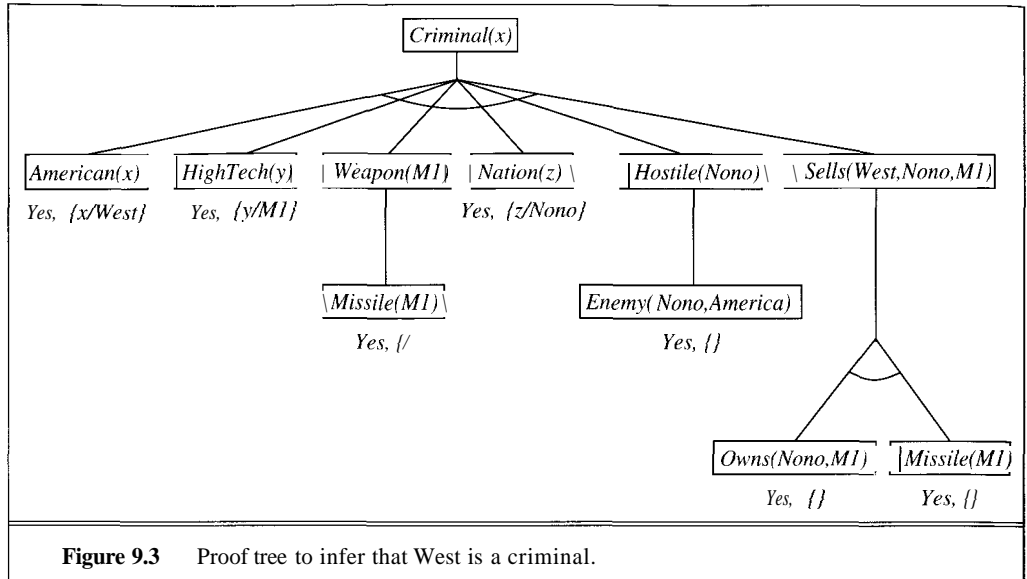 Criminal(x)
American(x) HighTech(y) Weapon(M1) Nation(z) \ Hostile(Nono) \ \ Sells(West,Nono,M1)
Yes, {x/West} Yes, {y/M1} Yes, {z/Nono}
\Missile(M1)\ Enemy(Nono,America)
Yes, {/ Yes, {}
Owns(Nono,M1) Missile(M1)
Yes, {} Yes, {}
Figure 9.3 Proof tree to infer that West is a criminal.